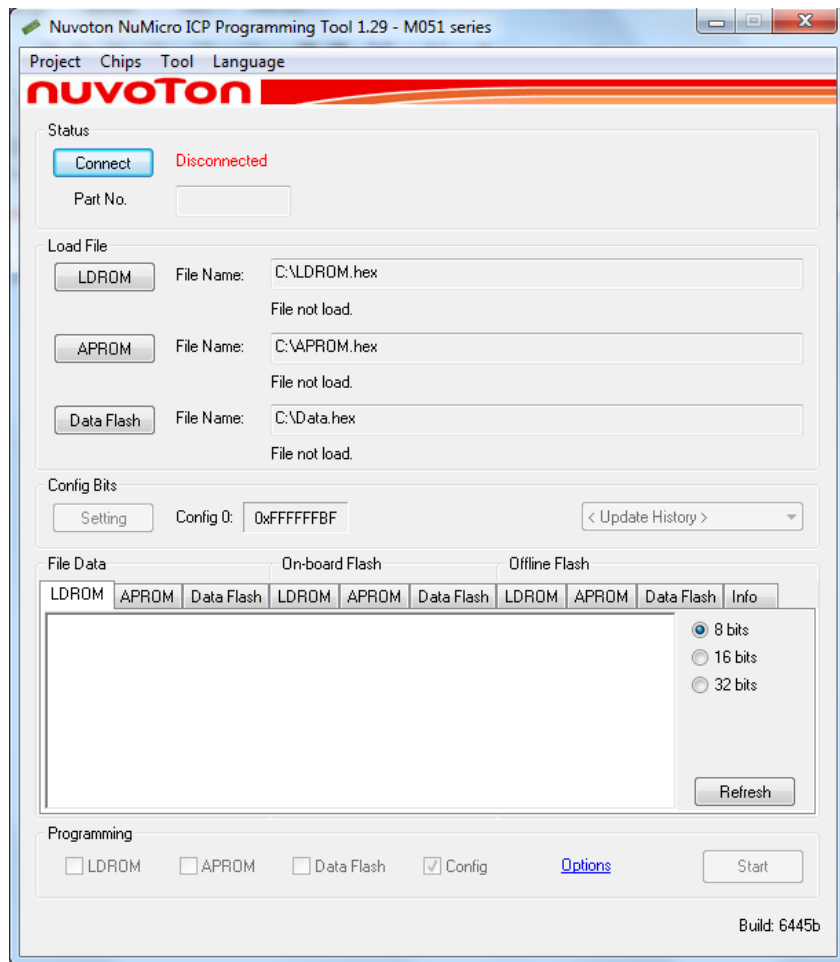 Nuvoton NuMicro ICP Programming Tool 1.29 - M051 series
Project Chips Tool Language
nuvoTon
Status
Connect Disconnected
Part No.
Load File
LDROM File Name: C:\LDROM.hex
File not load.
APROM File Name: C:\APROM.hex
File not load.
Data Flash File Name: C:\Data.hex
File not load.
Config Bits
Setting Config 0: 0xFFFFFFBF < Update History >
File Data On-board Flash Offline Flash
LDROM APROM Data Flash LDROM APROM Data Flash LDROM APROM Data Flash Info
8 bits
16 bits
32 bits
Refresh
Programming
LDROM APROM Data Flash Config Options Start
Build: 6445b